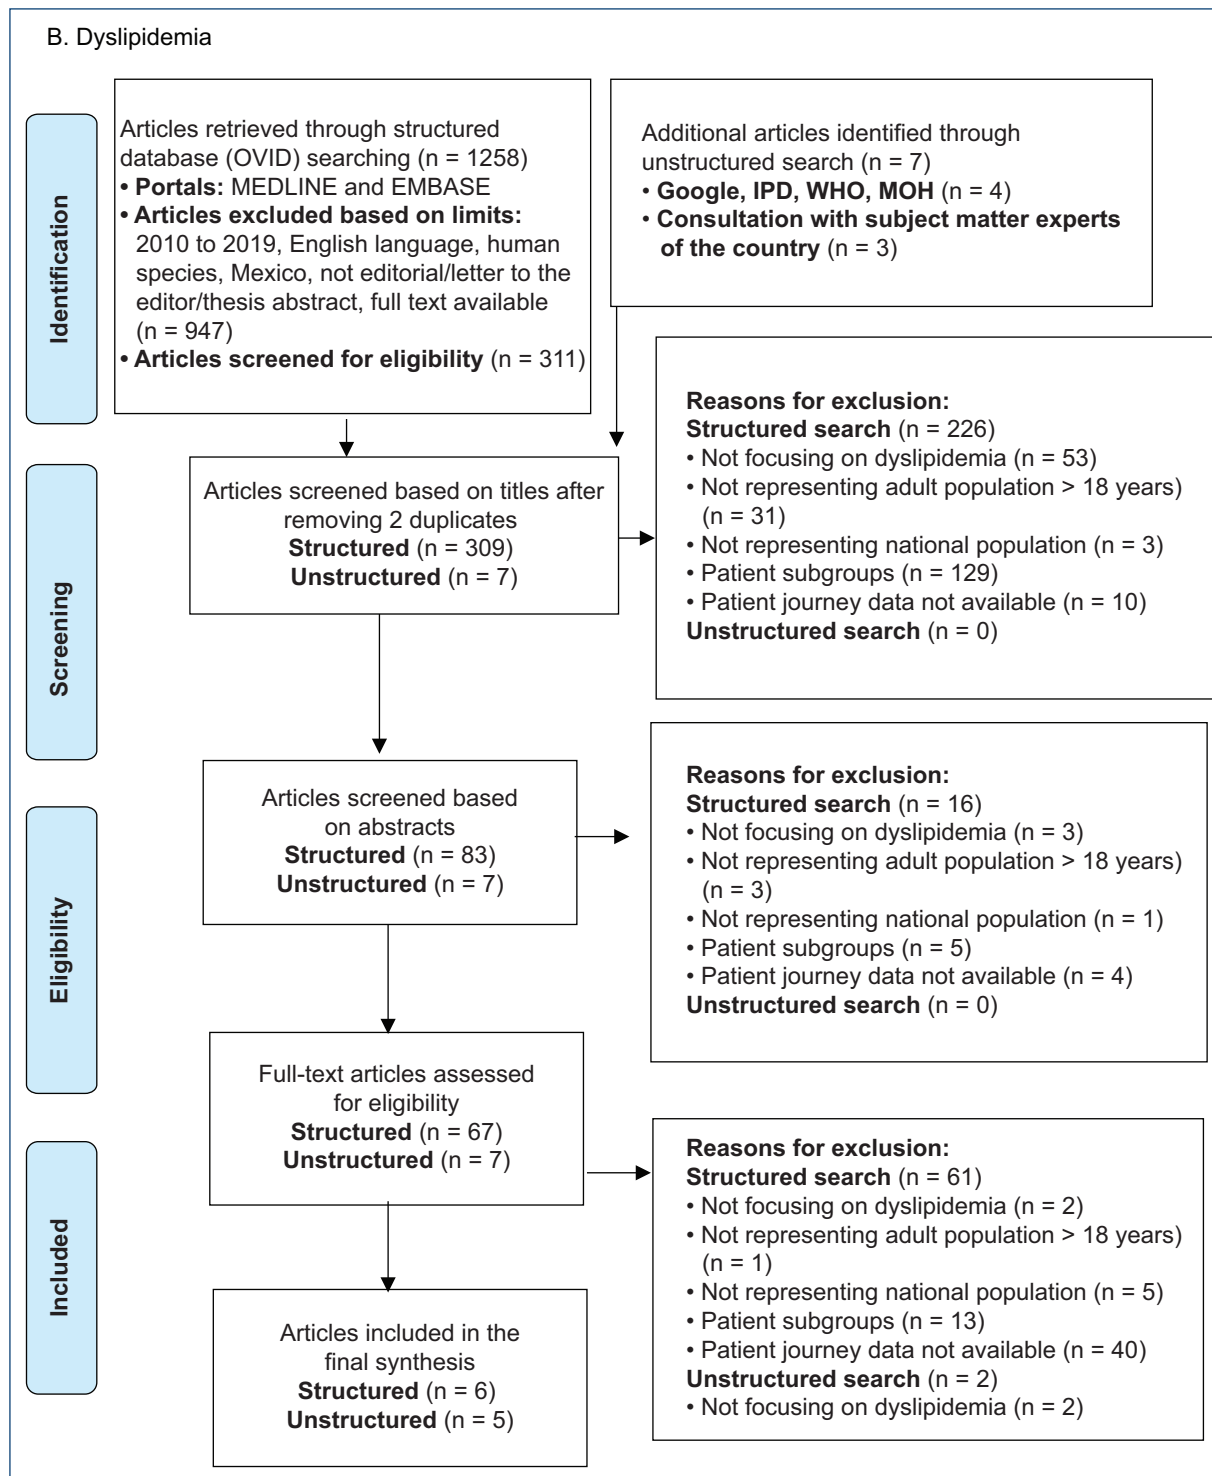 B. Dyslipidemia
Identification
Articles retrieved through structured
database (OVID) searching (n = 1258)
• Portals: MEDLINE and EMBASE
• Articles excluded based on limits:
2010 to 2019, English language, human
species, Mexico, not editorial/letter to the
editor/thesis abstract, full text available
(n = 947)
• Articles screened for eligibility (n = 311)
Additional articles identified through
unstructured search (n = 7)
• Google, IPD, WHO, MOH (n = 4)
• Consultation with subject matter experts
of the country (n = 3)
Screening
Articles screened based on titles after
removing 2 duplicates
Structured (n = 309)
Unstructured (n = 7)
Reasons for exclusion:
Structured search (n = 226)
• Not focusing on dyslipidemia (n = 53)
• Not representing adult population > 18 years)
(n = 31)
• Not representing national population (n = 3)
• Patient subgroups (n = 129)
• Patient journey data not available (n = 10)
Unstructured search (n = 0)
Eligibility
Articles screened based
on abstracts
Structured (n = 83)
Unstructured (n = 7)
Reasons for exclusion:
Structured search (n = 16)
• Not focusing on dyslipidemia (n = 3)
• Not representing adult population > 18 years)
(n = 3)
• Not representing national population (n = 1)
• Patient subgroups (n = 5)
• Patient journey data not available (n = 4)
Unstructured search (n = 0)
Full-text articles assessed
for eligibility
Structured (n = 67)
Unstructured (n = 7)
Included
Reasons for exclusion:
Structured search (n = 61)
• Not focusing on dyslipidemia (n = 2)
• Not representing adult population > 18 years)
(n = 1)
• Not representing national population (n = 5)
• Patient subgroups (n = 13)
• Patient journey data not available (n = 40)
Unstructured search (n = 2)
• Not focusing on dyslipidemia (n = 2)
Articles included in the
final synthesis
Structured (n = 6)
Unstructured (n = 5)